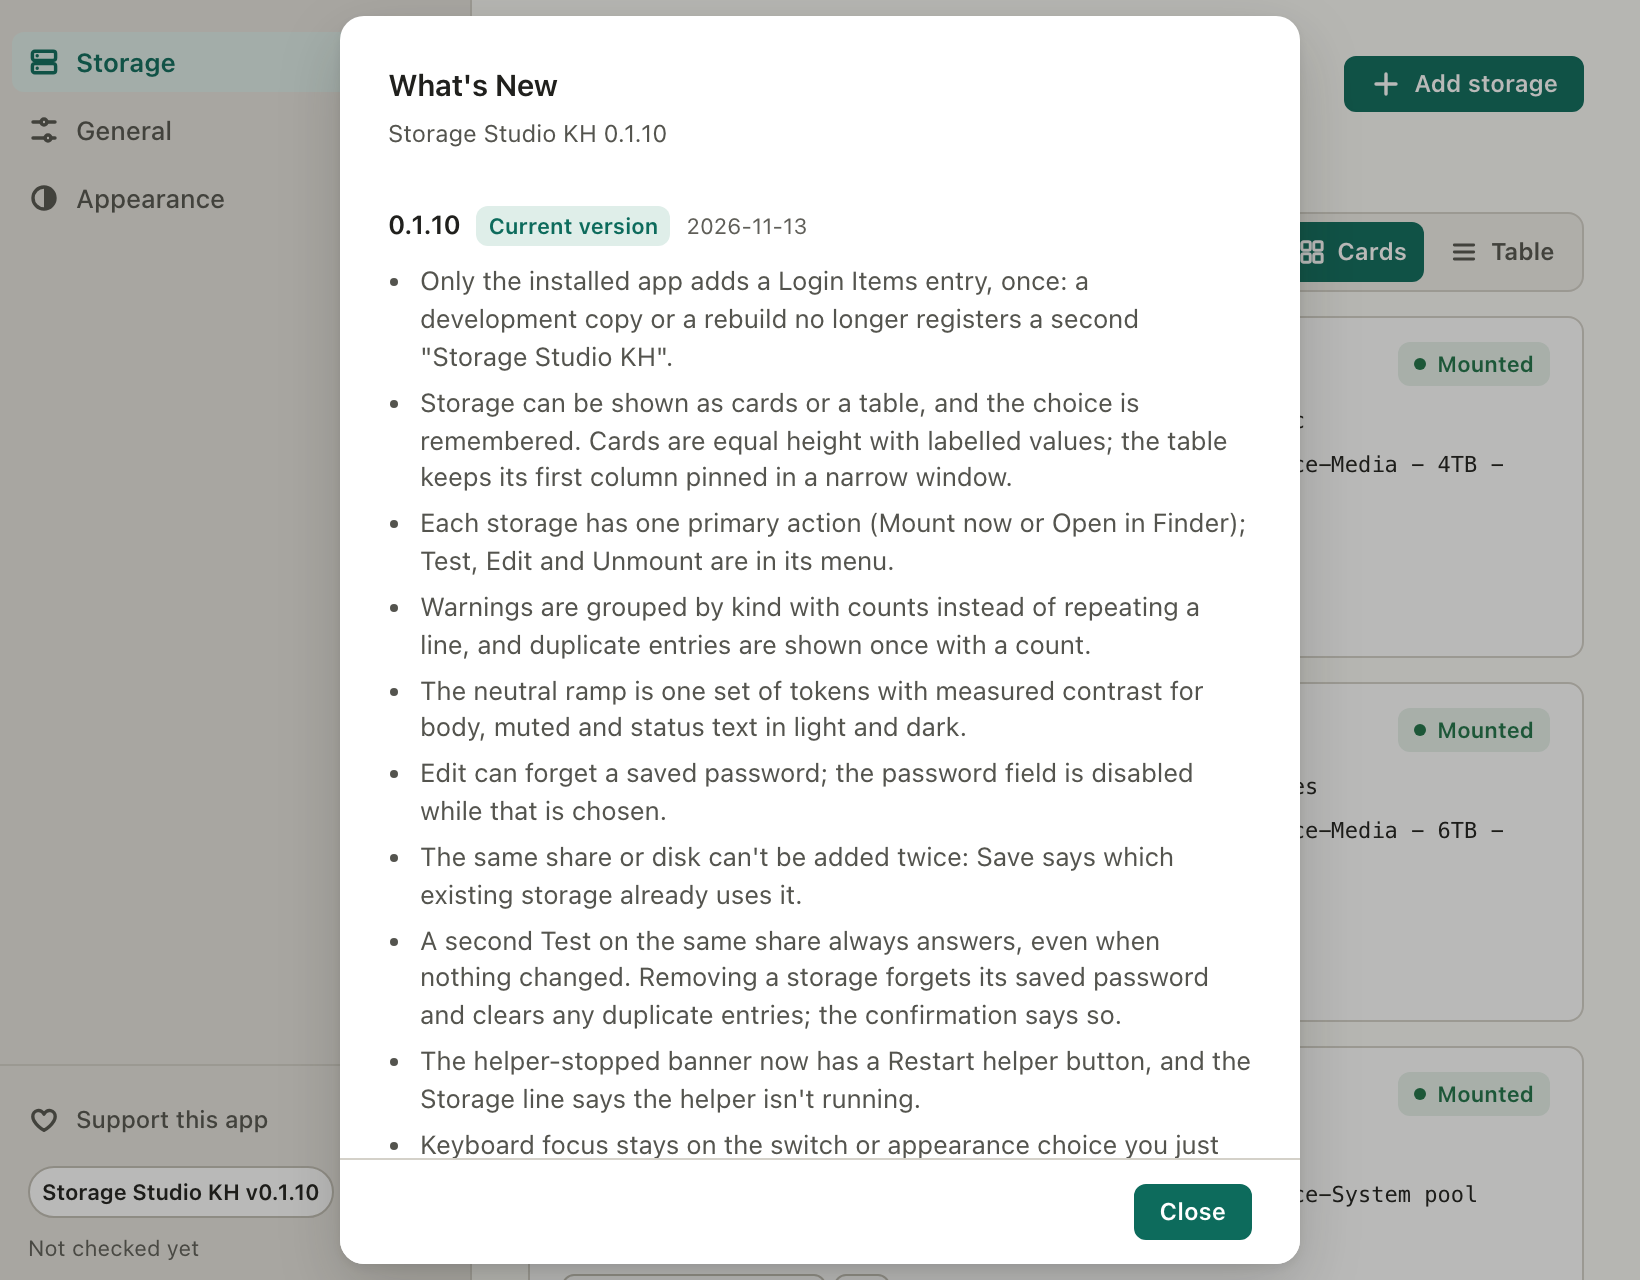 Storage
General
Appearance
Support this app
Storage Studio KH v0.1.10
Not checked yet
What's New
Storage Studio KH 0.1.10
0.1.10 Current version 2026-11-13
• Only the installed app adds a Login Items entry, once: a
development copy or a rebuild no longer registers a second
"Storage Studio KH".
• Storage can be shown as cards or a table, and the choice is
remembered. Cards are equal height with labelled values; the table
keeps its first column pinned in a narrow window.
• Each storage has one primary action (Mount now or Open in Finder);
Test, Edit and Unmount are in its menu.
• Warnings are grouped by kind with counts instead of repeating a
line, and duplicate entries are shown once with a count.
• The neutral ramp is one set of tokens with measured contrast for
body, muted and status text in light and dark.
• Edit can forget a saved password; the password field is disabled
while that is chosen.
• The same share or disk can't be added twice: Save says which
existing storage already uses it.
• A second Test on the same share always answers, even when
nothing changed. Removing a storage forgets its saved password
and clears any duplicate entries; the confirmation says so.
• The helper-stopped banner now has a Restart helper button, and the
Storage line says the helper isn't running.
• Keyboard focus stays on the switch or appearance choice you just
Close
Add storage
Cards
Table
Mounted
ce–Media – 4TB –
Mounted
es
ce–Media – 6TB –
Mounted
ce–System pool